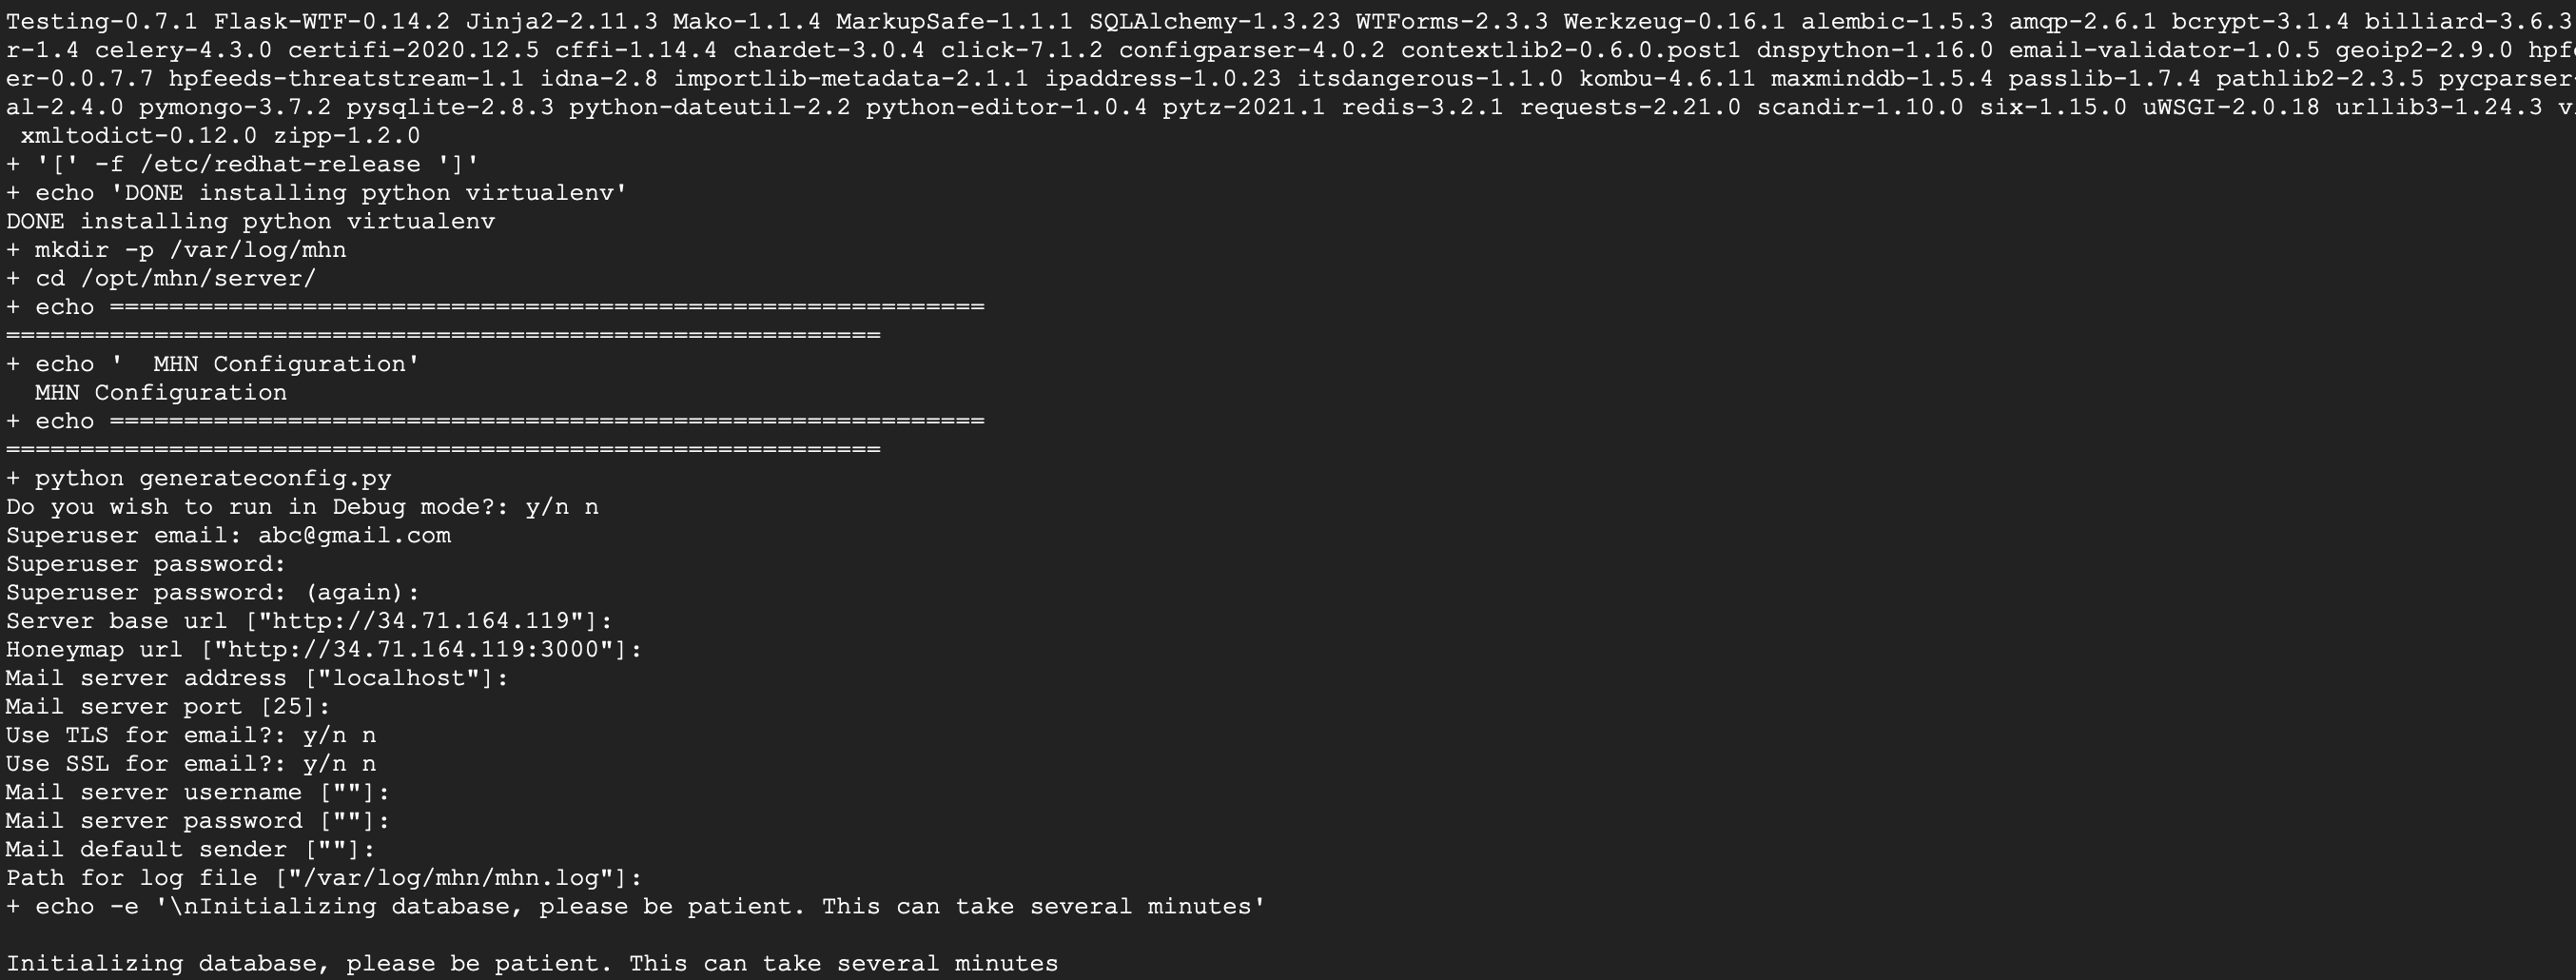 Testing-0.7.1 Flask-WTF-0.14.2 Jinja2-2.11.3 Mako-1.1.4 MarkupSafe-1.1.1 SQLAlchemy-1.3.23 WTForms-2.3.3 Werkzeug-0.16.1 alembic-1.5.3 amqp-2.6.1 bcrypt-3.1.4 billiard-3.6.3
r-1.4 celery-4.3.0 certifi-2020.12.5 cffi-1.14.4 chardet-3.0.4 click-7.1.2 configparser-4.0.2 contextlib2-0.6.0.post1 dnspython-1.16.0 email-validator-1.0.5 geoip2-2.9.0 hpf
er-0.0.7.7 hpfeeds-threatstream-1.1 idna-2.8 importlib-metadata-2.1.1 ipaddress-1.0.23 itsdangerous-1.1.0 kombu-4.6.11 maxminddb-1.5.4 passlib-1.7.4 pathlib2-2.3.5 pycparser
al-2.4.0 pymongo-3.7.2 pysqlite-2.8.3 python-dateutil-2.2 python-editor-1.0.4 pytz-2021.1 redis-3.2.1 requests-2.21.0 scandir-1.10.0 six-1.15.0 uWSGI-2.0.18 urllib3-1.24.3 v
 xmltodict-0.12.0 zipp-1.2.0
+ '[' -f /etc/redhat-release ']'
+ echo 'DONE installing python virtualenv'
DONE installing python virtualenv
+ mkdir -p /var/log/mhn
+ cd /opt/mhn/server/
+ echo ===========================================================
===========================================================
+ echo '  MHN Configuration'
  MHN Configuration
+ echo ===========================================================
===========================================================
+ python generateconfig.py
Do you wish to run in Debug mode?: y/n n
Superuser email: abc@gmail.com
Superuser password:
Superuser password: (again):
Server base url ["http://34.71.164.119"]:
Honeymap url ["http://34.71.164.119:3000"]:
Mail server address ["localhost"]:
Mail server port [25]:
Use TLS for email?: y/n n
Use SSL for email?: y/n n
Mail server username [""]:
Mail server password [""]:
Mail default sender [""]:
Path for log file ["/var/log/mhn/mhn.log"]:
+ echo -e '\nInitializing database, please be patient. This can take several minutes'

Initializing database, please be patient. This can take several minutes